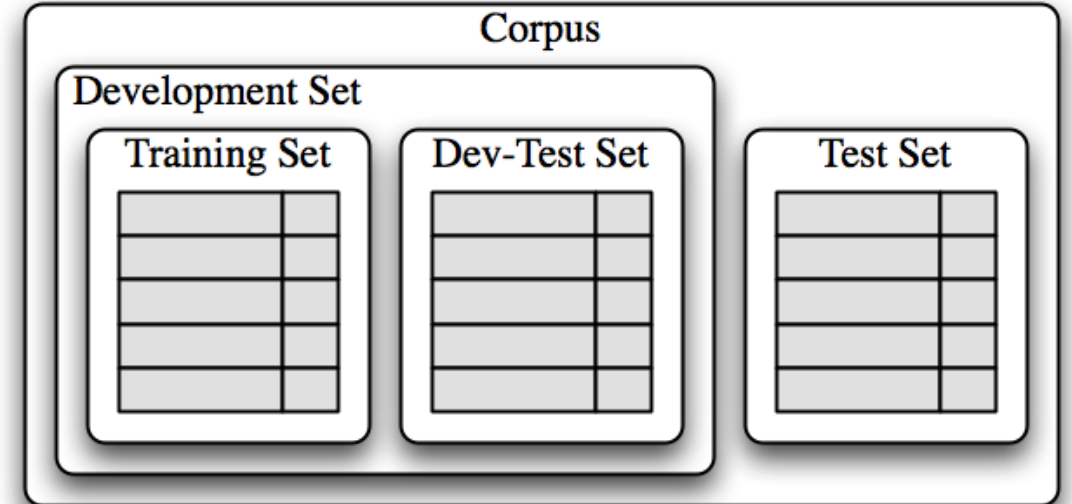 Corpus
Development Set
Training Set
Dev-Test Set
Test Set